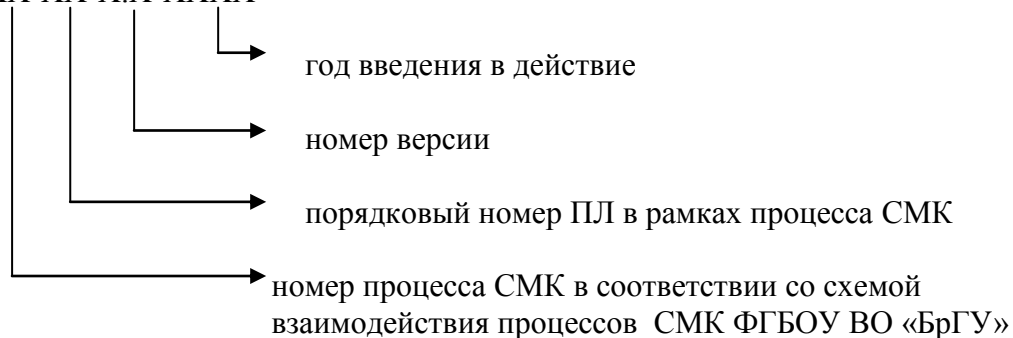 год введения в действие
номер версии
порядковый номер ПЛ в рамках процесса СМК
номер процесса СМК в соответствии со схемой
взаимодействия процессов СМК ФГБОУ ВО «БрГУ»